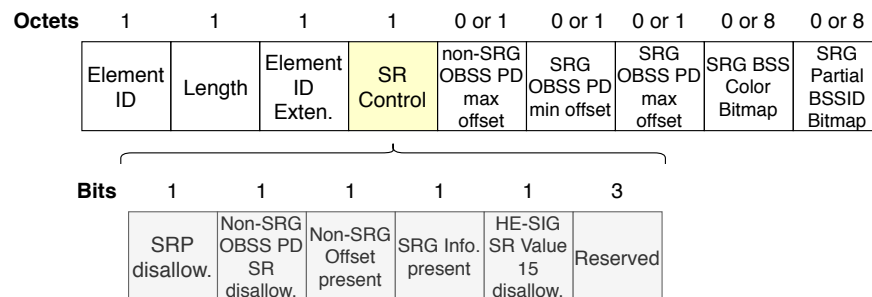 Octets 1 1 1 1 0 or 1 0 or 1 0 or 1 0 or 8 0 or 8
Element
ID
Length
Element
ID
Exten.
SR
Control
non-SRG
OBSS PD
max
offset
SRG
OBSS PD
min offset
SRG
OBSS PD
max
offset
SRG BSS
Color
Bitmap
SRG
Partial
BSSID
Bitmap
Bits 1 1 1 1 1 3
SRP
disallow.
Non-SRG
OBSS PD
SR
disallow.
Non-SRG
Offset
present
SRG Info.
present
HE-SIG
SR Value
15
disallow.
Reserved